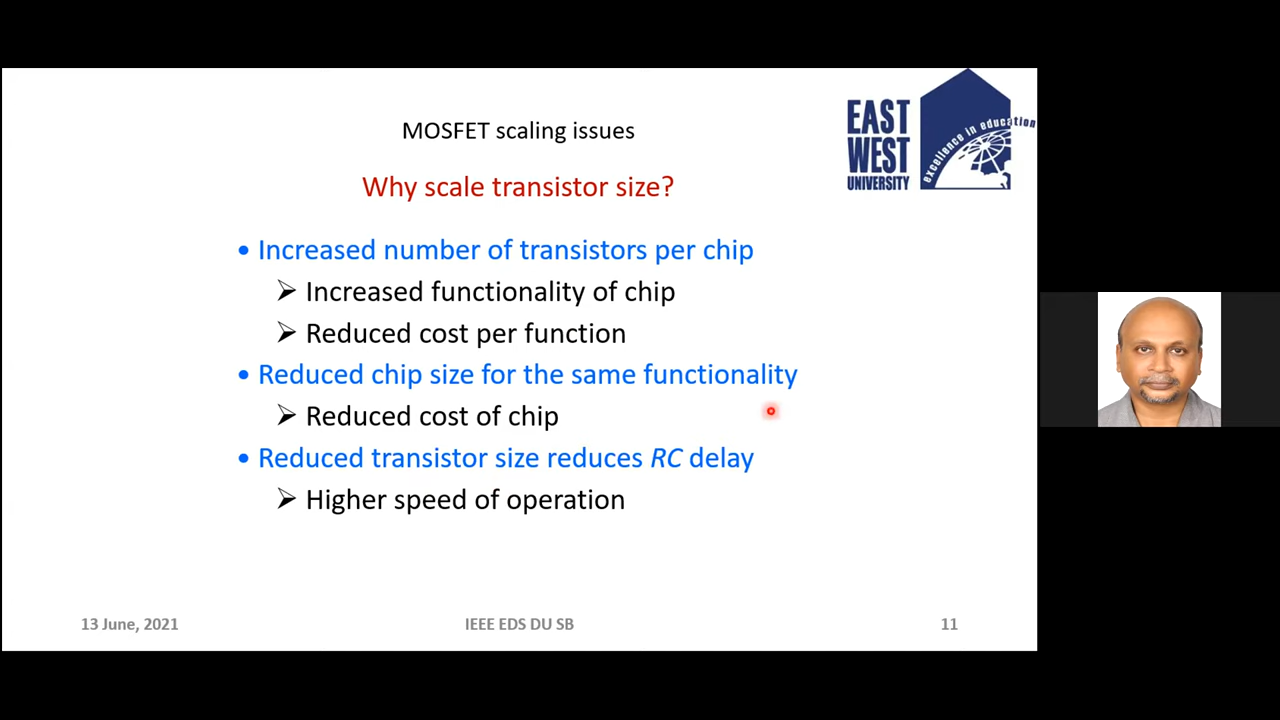 EAST
WEST
UNIVERSITY
excellence in education
MOSFET scaling issues
Why scale transistor size?
• Increased number of transistors per chip
➢ Increased functionality of chip
➢ Reduced cost per function
• Reduced chip size for the same functionality
➢ Reduced cost of chip
• Reduced transistor size reduces RC delay
➢ Higher speed of operation
13 June, 2021
IEEE EDS DU SB
11